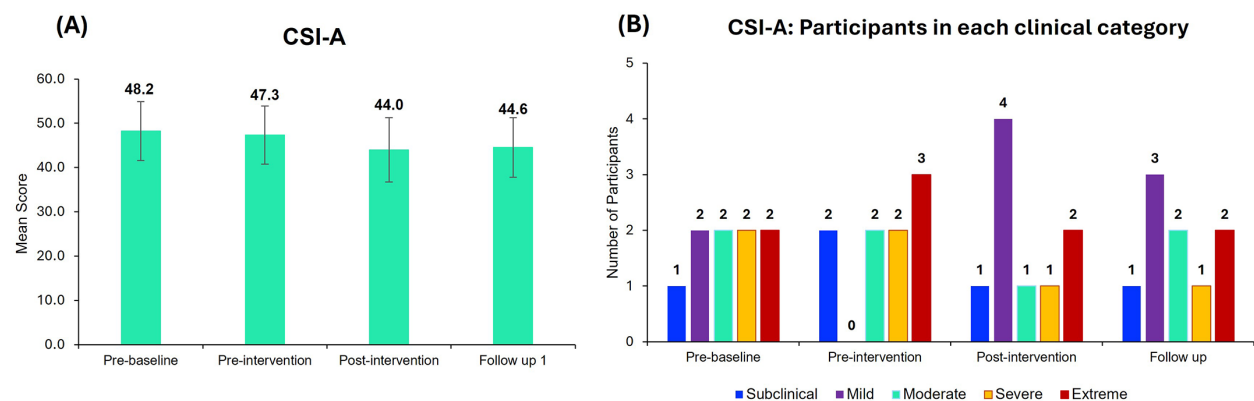 (A)
CSI-A
Mean Score
60.0
50.0
40.0
30.0
20.0
10.0
0.0
48.2
47.3
44.0
44.6
Pre-baseline
Pre-intervention
Post-intervention
Follow up 1
(B)
CSI-A: Participants in each clinical category
Number of Participants
5
4
3
2
1
0
1 2 2 2 2
2 0 2 2 3
1 4 1 1 2
1 3 2 1 2
Pre-baseline
Pre-intervention
Post-intervention
Follow up
Subclinical Mild Moderate Severe Extreme